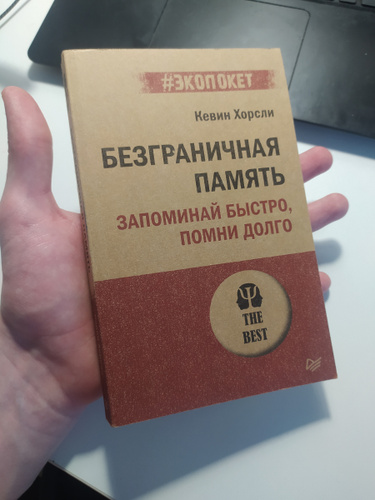 #ЭКОПОКЕТ
Кевин Хорсли
БЕЗГРАНИЧНАЯ
ПАМЯТЬ
ЗАПОМИНАЙ БЫСТРО,
ПОМНИ ДОЛГО
THE
BEST